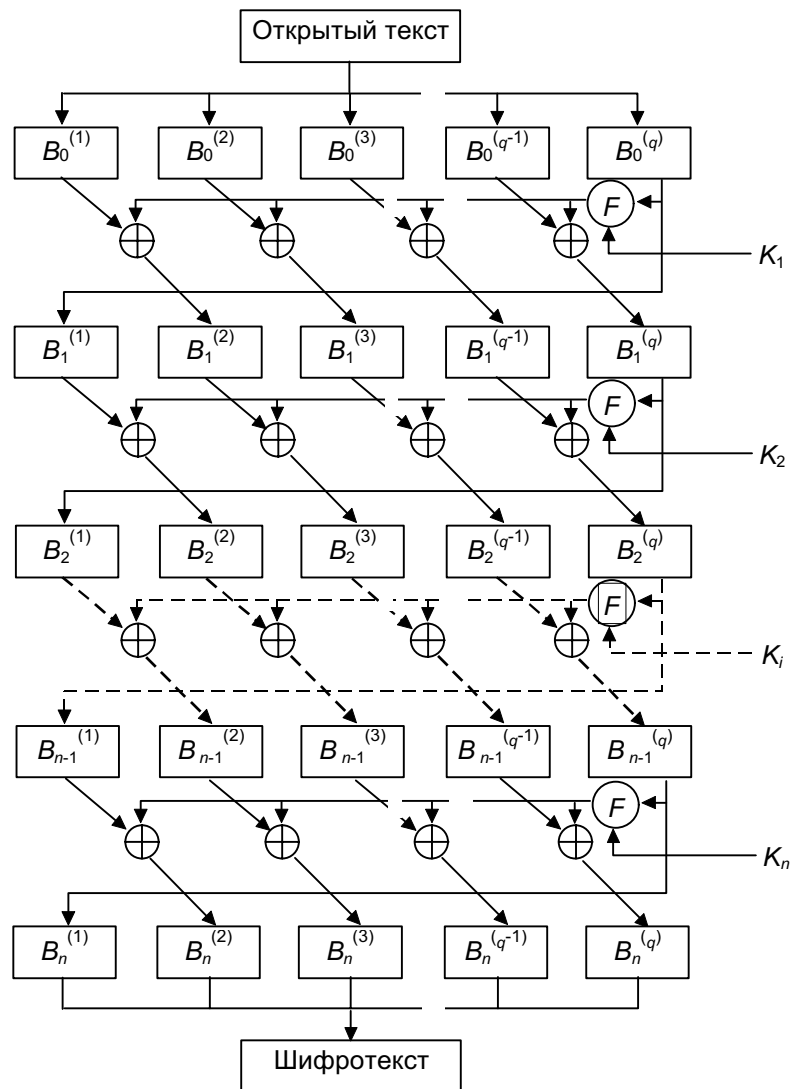 Открытый текст
B₀⁽¹⁾ B₀⁽²⁾ B₀⁽³⁾ B₀⁽q⁻¹⁾ B₀⁽q⁾
F
K₁
B₁⁽¹⁾ B₁⁽²⁾ B₁⁽³⁾ B₁⁽q⁻¹⁾ B₁⁽q⁾
F
K₂
B₂⁽¹⁾ B₂⁽²⁾ B₂⁽³⁾ B₂⁽q⁻¹⁾ B₂⁽q⁾
F
Kᵢ
Bₙ₋₁⁽¹⁾ Bₙ₋₁⁽²⁾ Bₙ₋₁⁽³⁾ Bₙ₋₁⁽q⁻¹⁾ Bₙ₋₁⁽q⁾
F
Kₙ
Bₙ⁽¹⁾ Bₙ⁽²⁾ Bₙ⁽³⁾ Bₙ⁽q⁻¹⁾ Bₙ⁽q⁾
Шифротекст